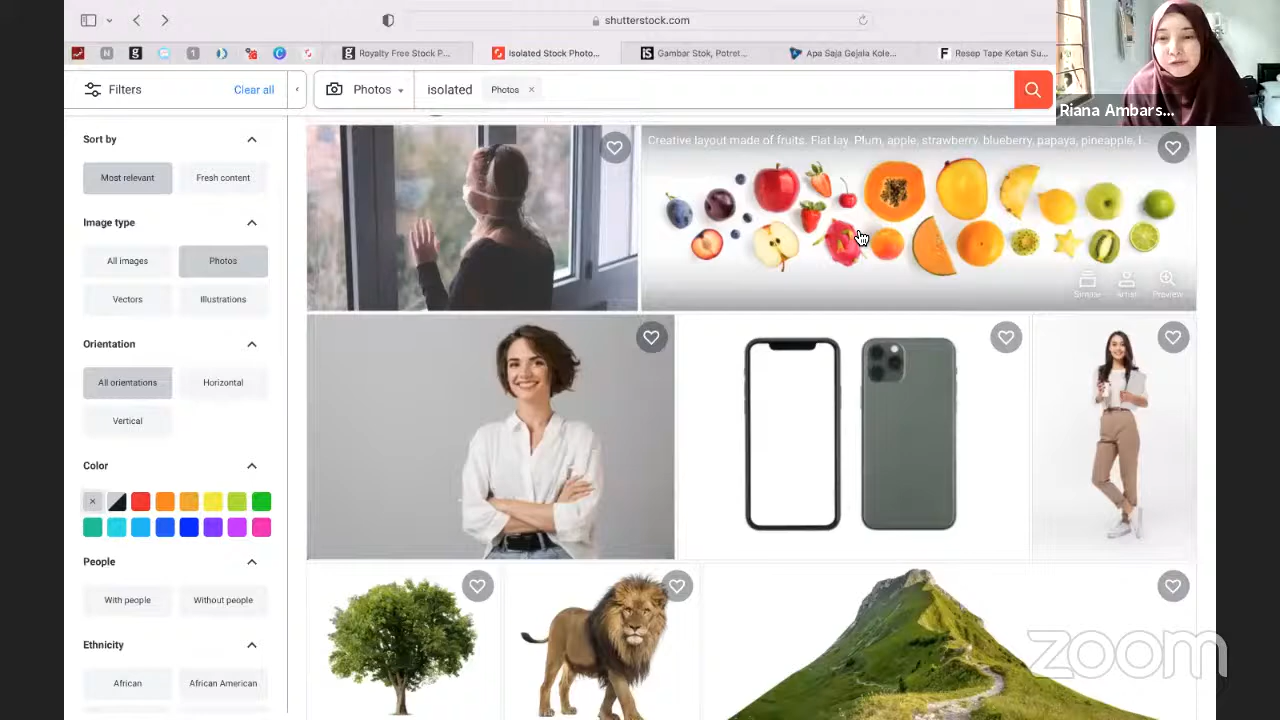 shutterstock.com
Royalty Free Stock P...
Isolated Stock Photo...
Gambar Stok, Potret...
Apa Saja Gejala Kole...
Resep Tape Ketan Su...
Riana Ambars...
Filters
Clear all
Photos
isolated
Photos ×
Sort by
Most relevant
Fresh content
Image type
All images
Photos
Vectors
Illustrations
Orientation
All orientations
Horizontal
Vertical
Color
People
With people
Without people
Ethnicity
African
African American
Creative layout made of fruits. Flat lay. Plum, apple, strawberry, blueberry, papaya, pineapple, l...
Similar
Artist
Preview
zoom